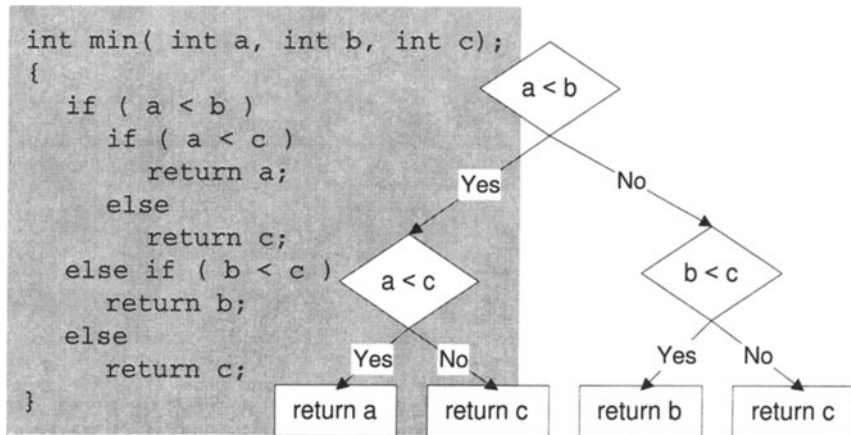 int min( int a, int b, int c);
{
if ( a < b )
if ( a < c )
return a;
else
return c;
else if ( b < c )
return b;
else
return c;
}
a < b
Yes
No
a < c
b < c
Yes
No
Yes
No
return a
return c
return b
return c